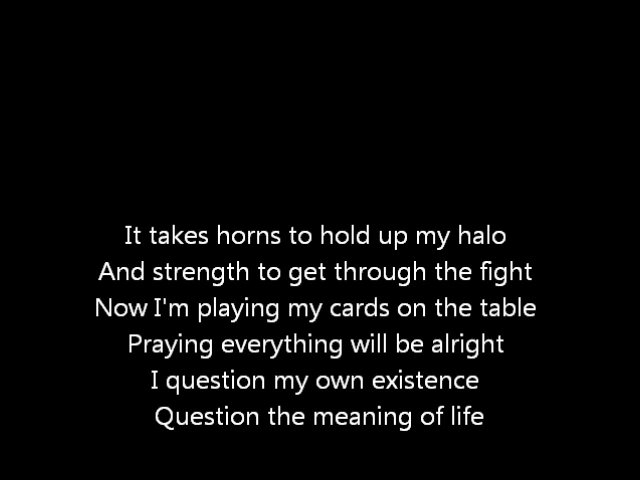 It takes horns to hold up my halo
And strength to get through the fight
Now I'm playing my cards on the table
Praying everything will be alright
I question my own existence
Question the meaning of life